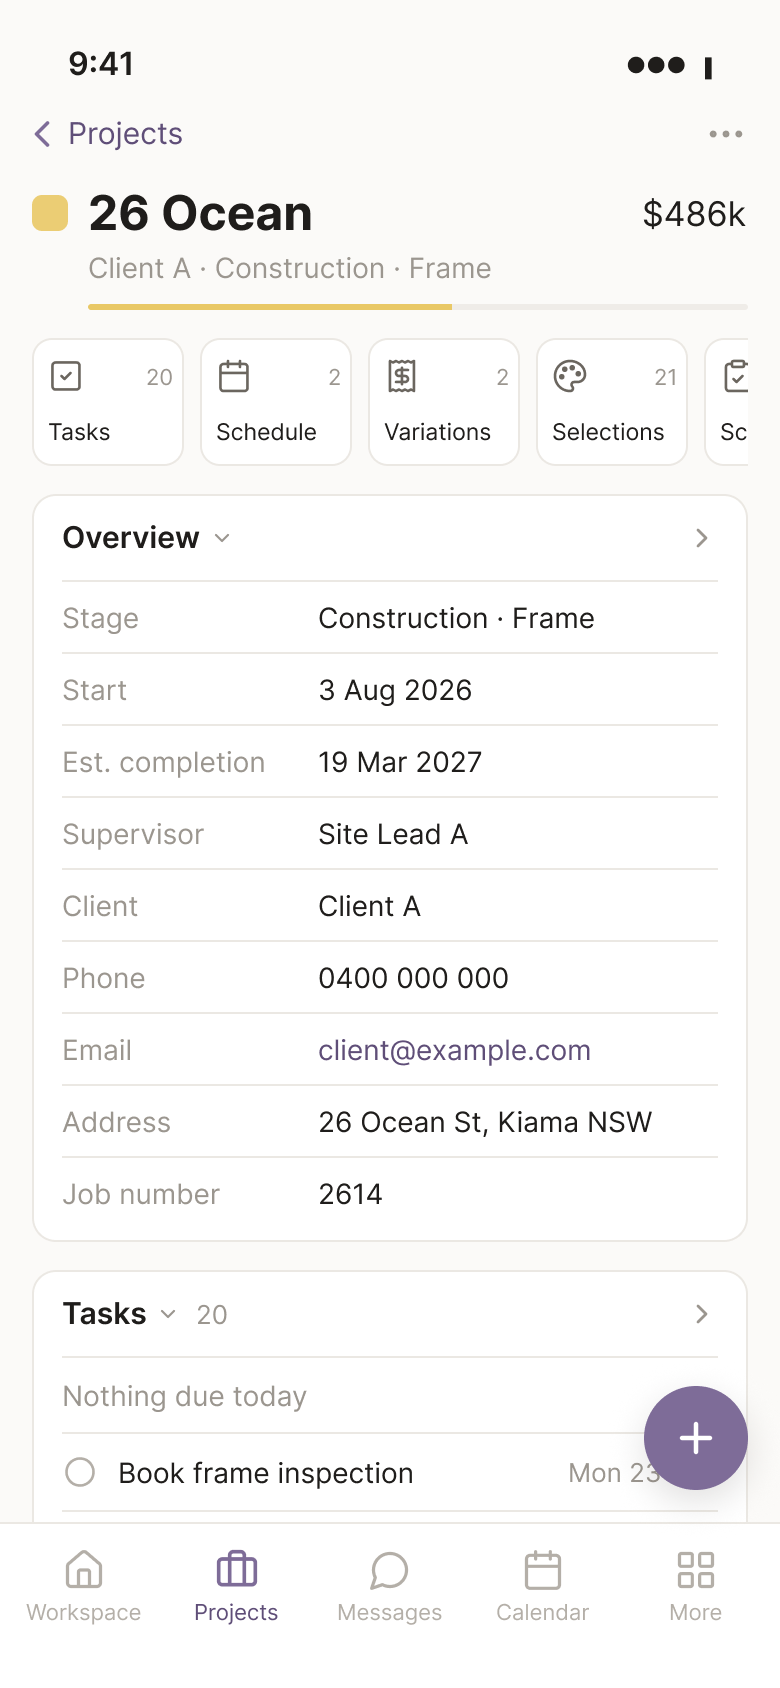 9:41
Projects
26 Ocean $486k
Client A · Construction · Frame
20 2 2 21
Tasks Schedule Variations Selections Sc
Overview
Stage Construction · Frame
Start 3 Aug 2026
Est. completion 19 Mar 2027
Supervisor Site Lead A
Client Client A
Phone 0400 000 000
Email client@example.com
Address 26 Ocean St, Kiama NSW
Job number 2614
Tasks 20
Nothing due today
Book frame inspection Mon 23
Workspace Projects Messages Calendar More